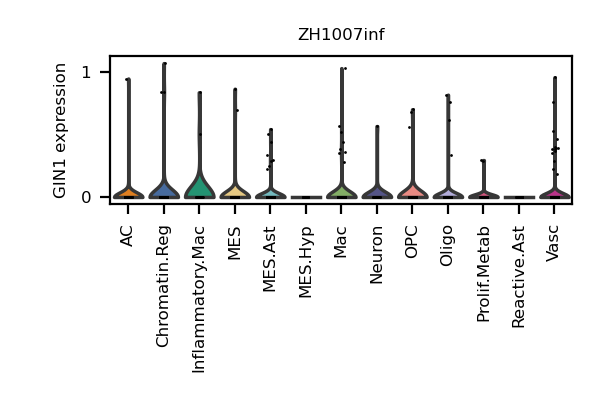 ZH1007inf
GIN1 expression
1
0
AC
Chromatin.Reg
Inflammatory.Mac
MES
MES.Ast
MES.Hyp
Mac
Neuron
OPC
Oligo
Prolif.Metab
Reactive.Ast
Vasc